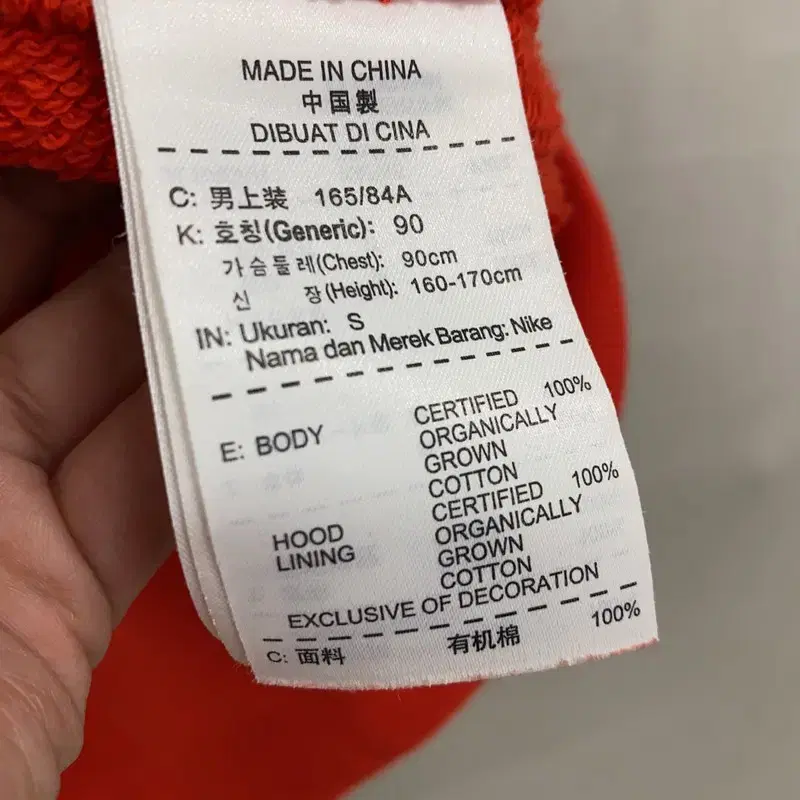 MADE IN CHINA
中国製
DIBUAT DI CINA
C: 男上装 165/84A
K: 호칭(Generic): 90
가슴둘레(Chest): 90cm
신 장(Height): 160-170cm
IN: Ukuran: S
Nama dan Merek Barang: Nike
E: BODY CERTIFIED 100%
ORGANICALLY
GROWN
COTTON
HOOD LINING CERTIFIED 100%
ORGANICALLY
GROWN
COTTON
EXCLUSIVE OF DECORATION
C: 面料 有机棉 100%